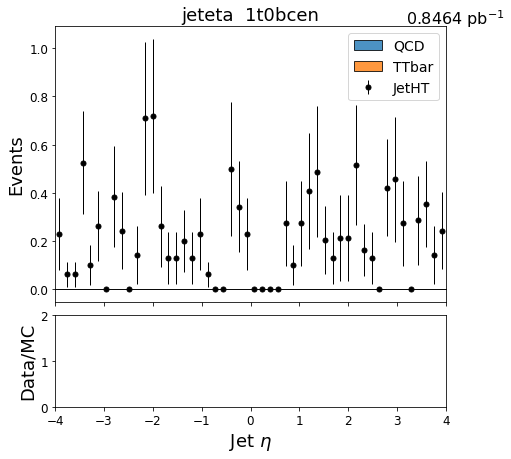 jeteta 1t0bcen
0.8464 pb⁻¹
QCD
TTbar
JetHT
Events
1.0
0.8
0.6
0.4
0.2
0.0
Data/MC
2
1
0
−4 −3 −2 −1 0 1 2 3 4
Jet η